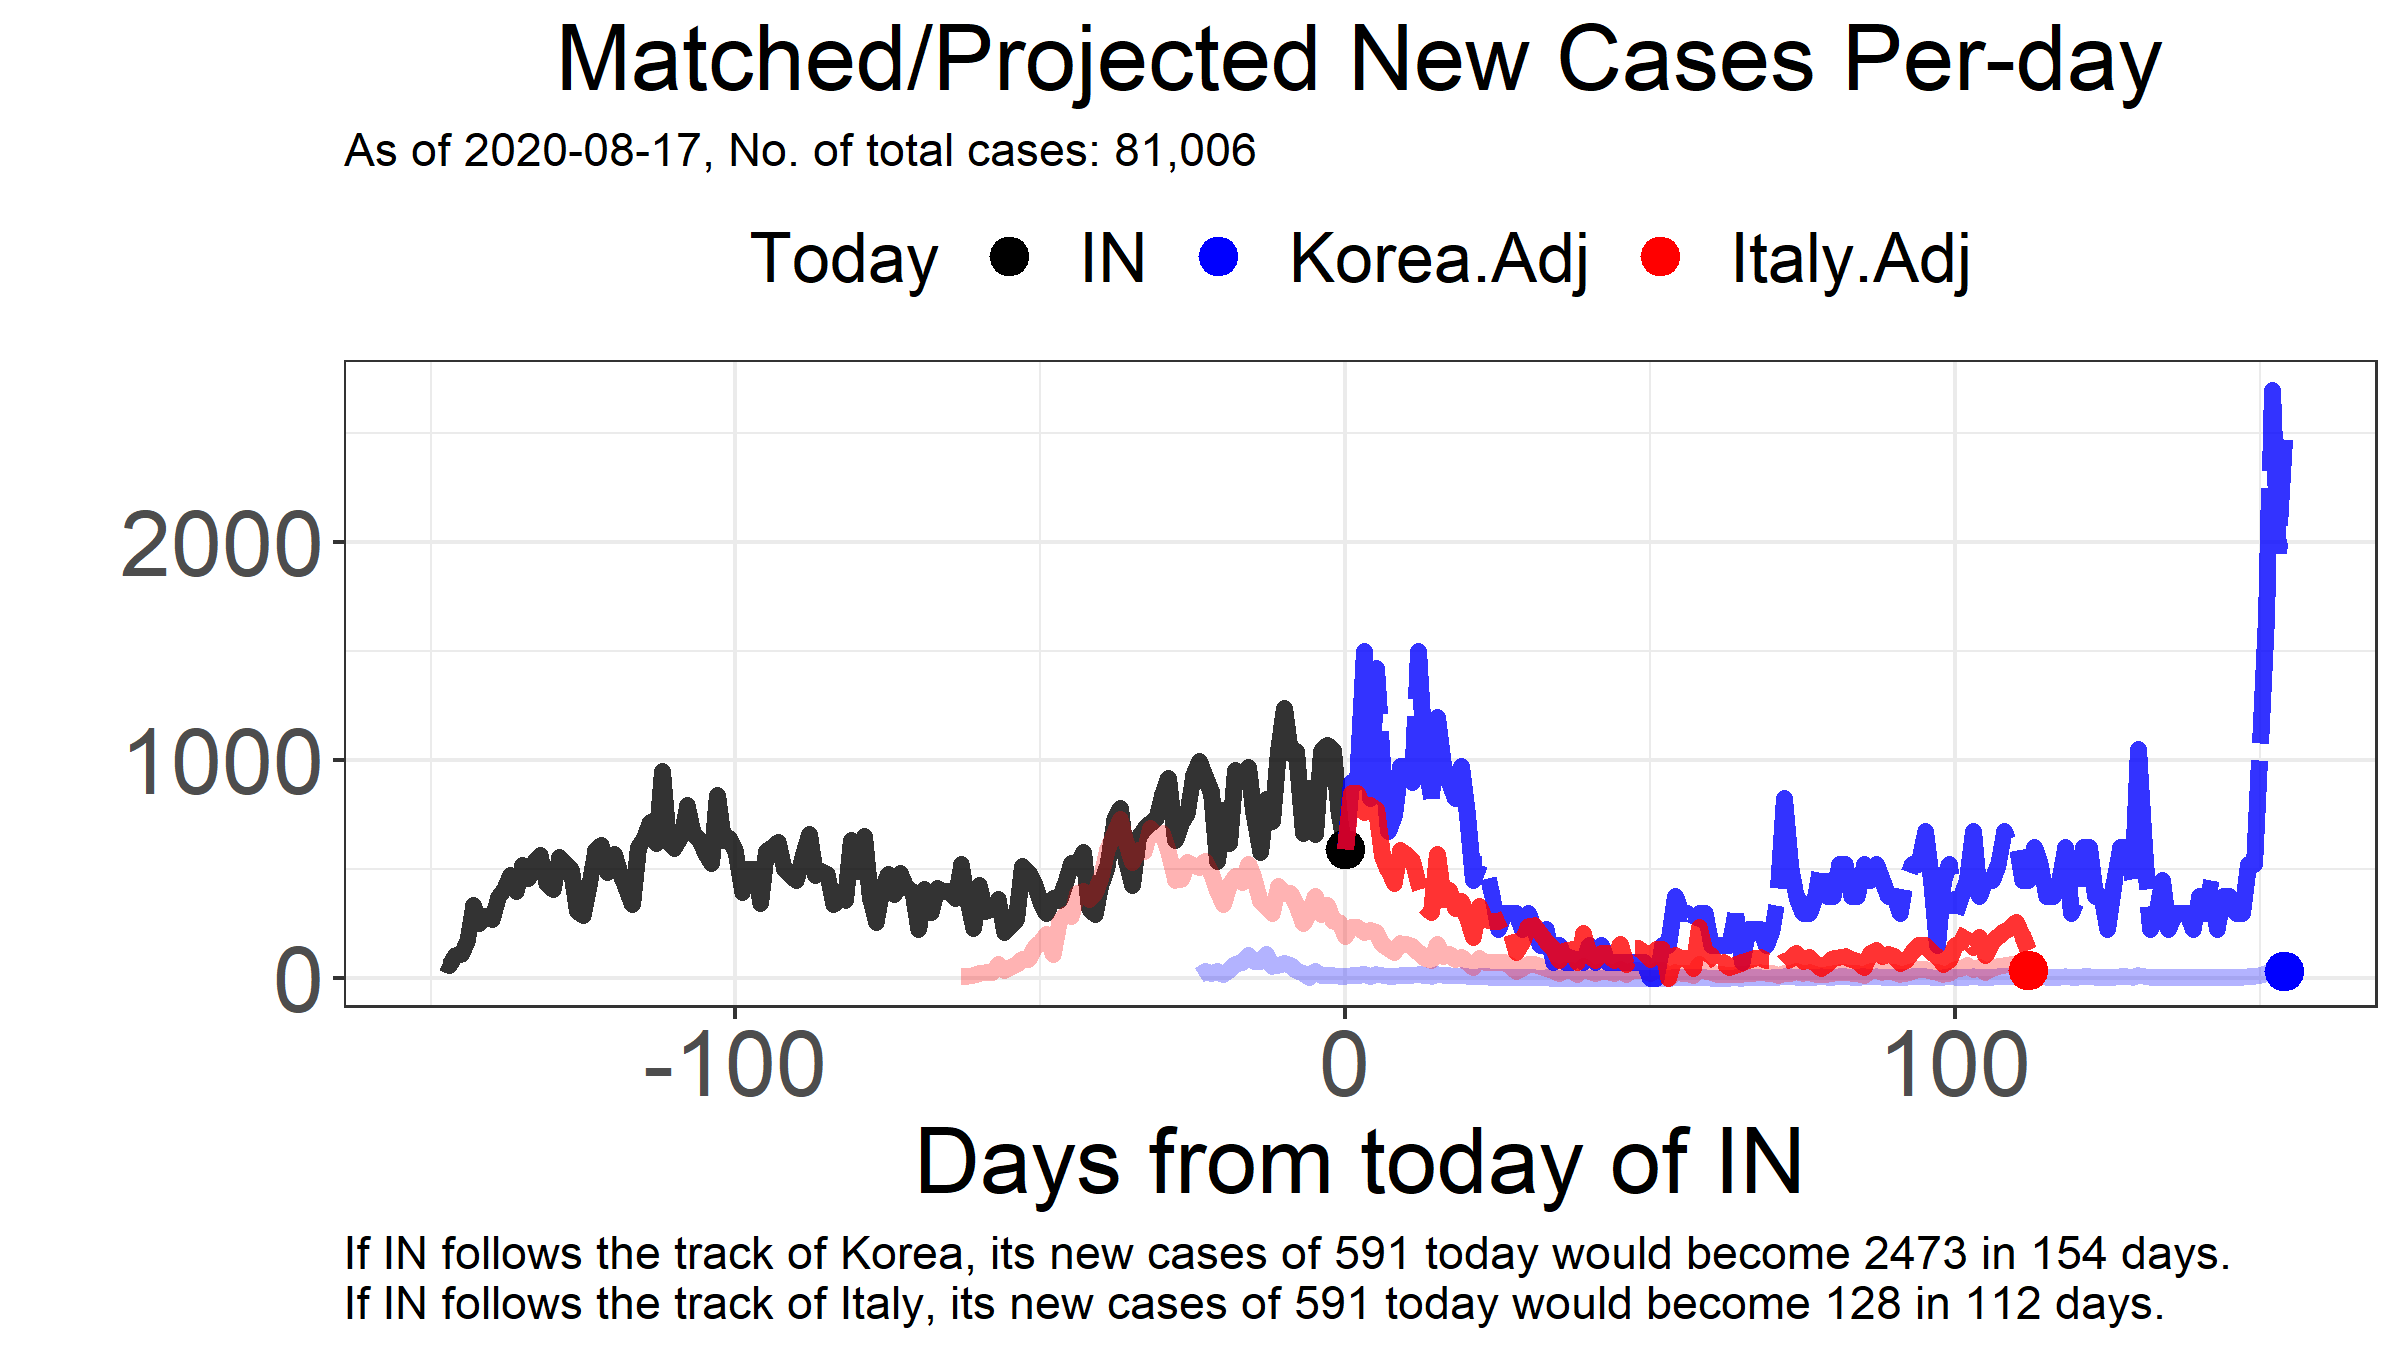 Matched/Projected New Cases Per-day
As of 2020-08-17, No. of total cases: 81,006
Today IN Korea.Adj Italy.Adj
2000
1000
0
-100 0 100
Days from today of IN
If IN follows the track of Korea, its new cases of 591 today would become 2473 in 154 days.
If IN follows the track of Italy, its new cases of 591 today would become 128 in 112 days.